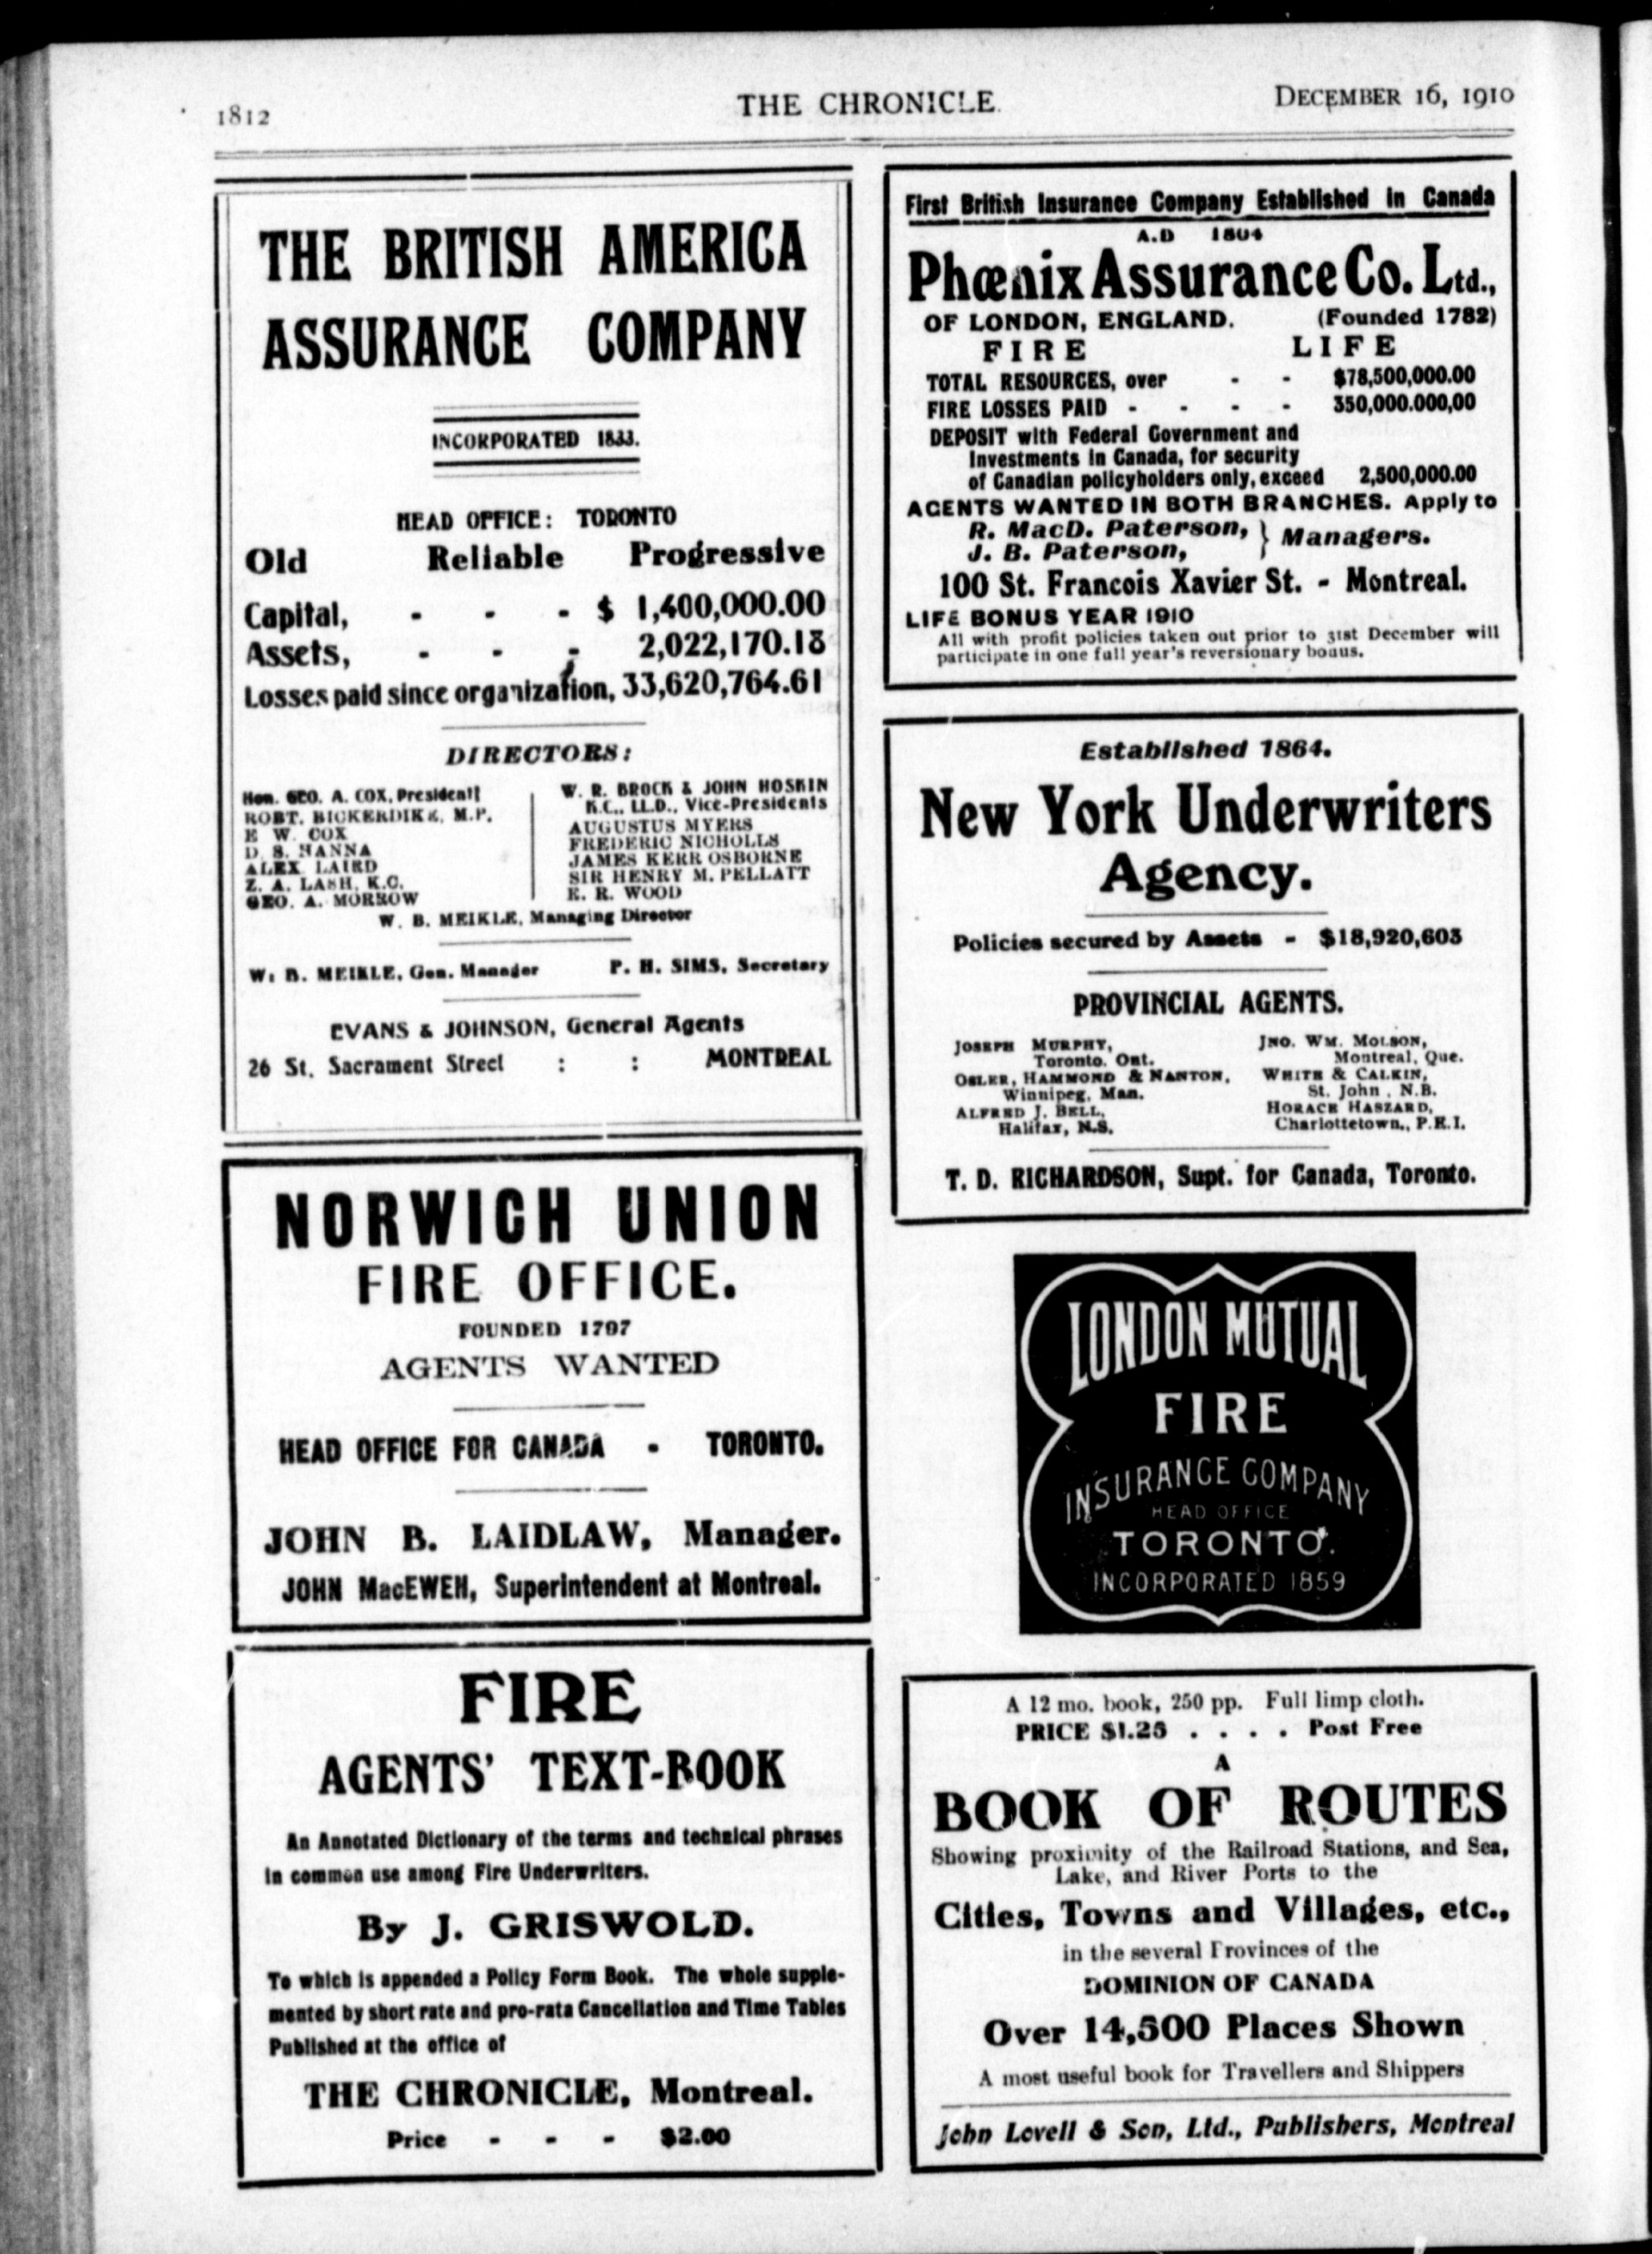 1812
THE CHRONICLE.
DECEMBER 16, 1910
THE BRITISH AMERICA
ASSURANCE COMPANY
INCORPORATED 1833.
HEAD OFFICE: TORONTO
Old Reliable Progressive
Capital, - - - $ 1,400,000.00
Assets, - - - 2,022,170.18
Losses paid since organization, 33,620,764.61
DIRECTORS:
Hon. GEO. A. COX, President
ROBT. BICKERDIKE, M.P.
E W. COX
D. B. HANNA
ALEX LAIRD
Z. A. LASH, K.C.
GEO. A. MORROW
W. R. BROCK & JOHN HOSKIN
K.C., LL.D., Vice-Presidents
AUGUSTUS MYERS
FREDERIC NICHOLLS
JAMES KERR OSBORNE
SIR HENRY M. PELLATT
E. R. WOOD
W. B. MEIKLE, Managing Director
W. B. MEIKLE, Gen. Manager P. H. SIMS, Secretary
EVANS & JOHNSON, General Agents
26 St. Sacrament Street : : MONTREAL
NORWICH UNION
FIRE OFFICE.
FOUNDED 1797
AGENTS WANTED
HEAD OFFICE FOR CANADA - TORONTO.
JOHN B. LAIDLAW, Manager.
JOHN MacEWEN, Superintendent at Montreal.
FIRE
AGENTS' TEXT-BOOK
An Annotated Dictionary of the terms and technical phrases
in common use among Fire Underwriters.
By J. GRISWOLD.
To which is appended a Policy Form Book. The whole supple-
mented by short rate and pro-rata Cancellation and Time Tables
Published at the office of
THE CHRONICLE, Montreal.
Price - - - $2.00
First British Insurance Company Established in Canada
A.D 1804
Phœnix Assurance Co. Ltd.,
OF LONDON, ENGLAND. (Founded 1782)
FIRE LIFE
TOTAL RESOURCES, over - - $78,500,000.00
FIRE LOSSES PAID - - - - 350,000.000,00
DEPOSIT with Federal Government and
Investments in Canada, for security
of Canadian policyholders only, exceed 2,500,000.00
AGENTS WANTED IN BOTH BRANCHES. Apply to
R. MacD. Paterson, } Managers.
J. B. Paterson,
100 St. Francois Xavier St. - Montreal.
LIFE BONUS YEAR 1910
All with profit policies taken out prior to 31st December will
participate in one full year's reversionary bonus.
Established 1864.
New York Underwriters
Agency.
Policies secured by Assets - $18,920,603
PROVINCIAL AGENTS.
JOSEPH MURPHY,
Toronto. Ont.
OSLER, HAMMOND & NANTON,
Winnipeg, Man.
ALFRED J. BELL,
Halifax, N.S.
JNO. WM. MOLSON,
Montreal, Que.
WHITE & CALKIN,
St. John , N.B.
HORACE HASZARD,
Charlottetown., P.E.I.
T. D. RICHARDSON, Supt. for Canada, Toronto.
LONDON MUTUAL
FIRE
INSURANCE COMPANY
HEAD OFFICE
TORONTO.
INCORPORATED 1859
A 12 mo. book, 250 pp. Full limp cloth.
PRICE $1.25 . . . . Post Free
A
BOOK OF ROUTES
Showing proximity of the Railroad Stations, and Sea,
Lake, and River Ports to the
Cities, Towns and Villages, etc.,
in the several Provinces of the
DOMINION OF CANADA
Over 14,500 Places Shown
A most useful book for Travellers and Shippers
John Lovell & Son, Ltd., Publishers, Montreal